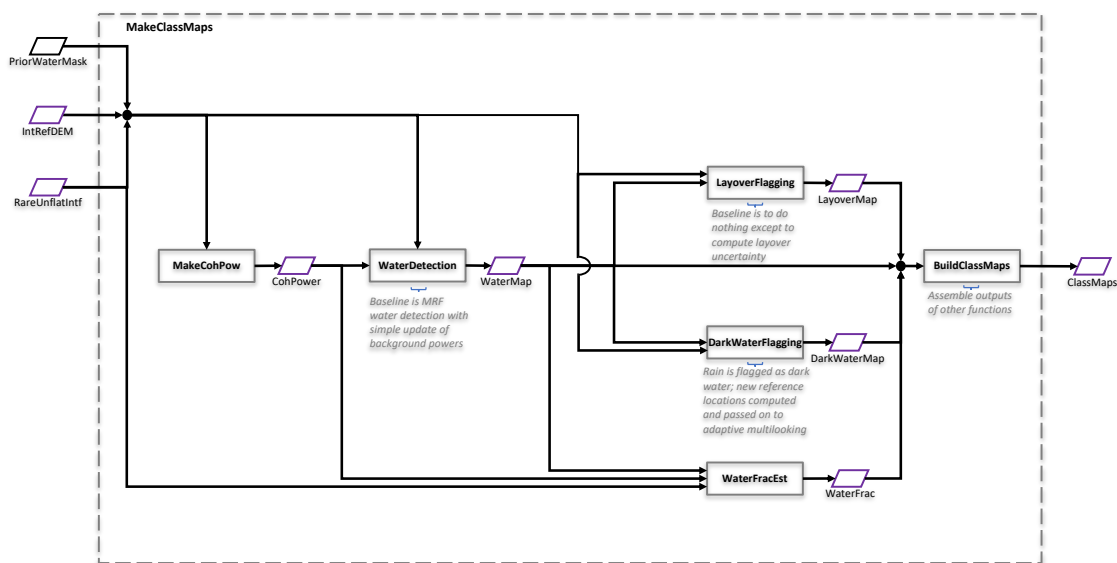 MakeClassMaps
PriorWaterMask
IntRefDEM
RareUnflatIntf
LayoverFlagging
LayoverMap
Baseline is to do
nothing except to
compute layover
uncertainty
MakeCohPow
CohPower
WaterDetection
WaterMap
BuildClassMaps
ClassMaps
Baseline is MRF
water detection with
simple update of
background powers
Assemble outputs
of other functions
DarkWaterFlagging
DarkWaterMap
Rain is flagged as dark
water; new reference
locations computed
and passed on to
adaptive multilooking
WaterFracEst
WaterFrac